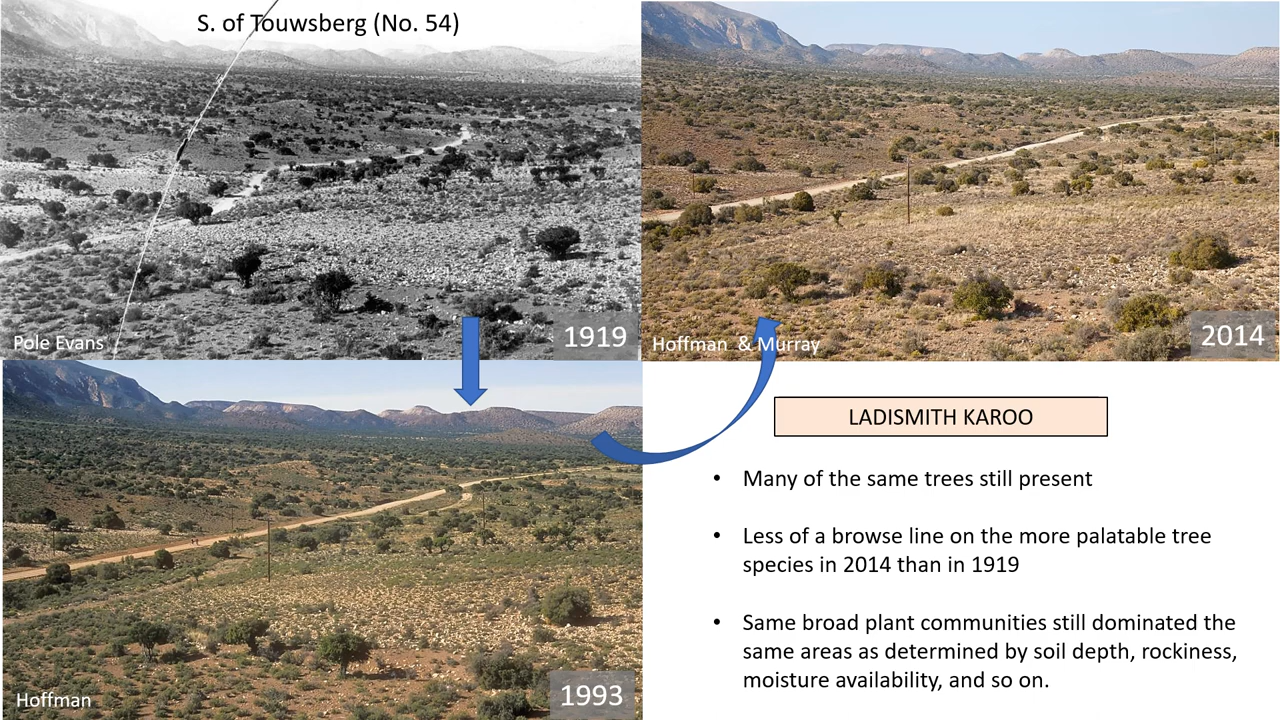 S. of Touwsberg (No. 54)
Pole Evans
1919
Hoffman & Murray
2014
Hoffman
1993
LADISMITH KAROO
• Many of the same trees still present
• Less of a browse line on the more palatable tree
species in 2014 than in 1919
• Same broad plant communities still dominated the
same areas as determined by soil depth, rockiness,
moisture availability, and so on.